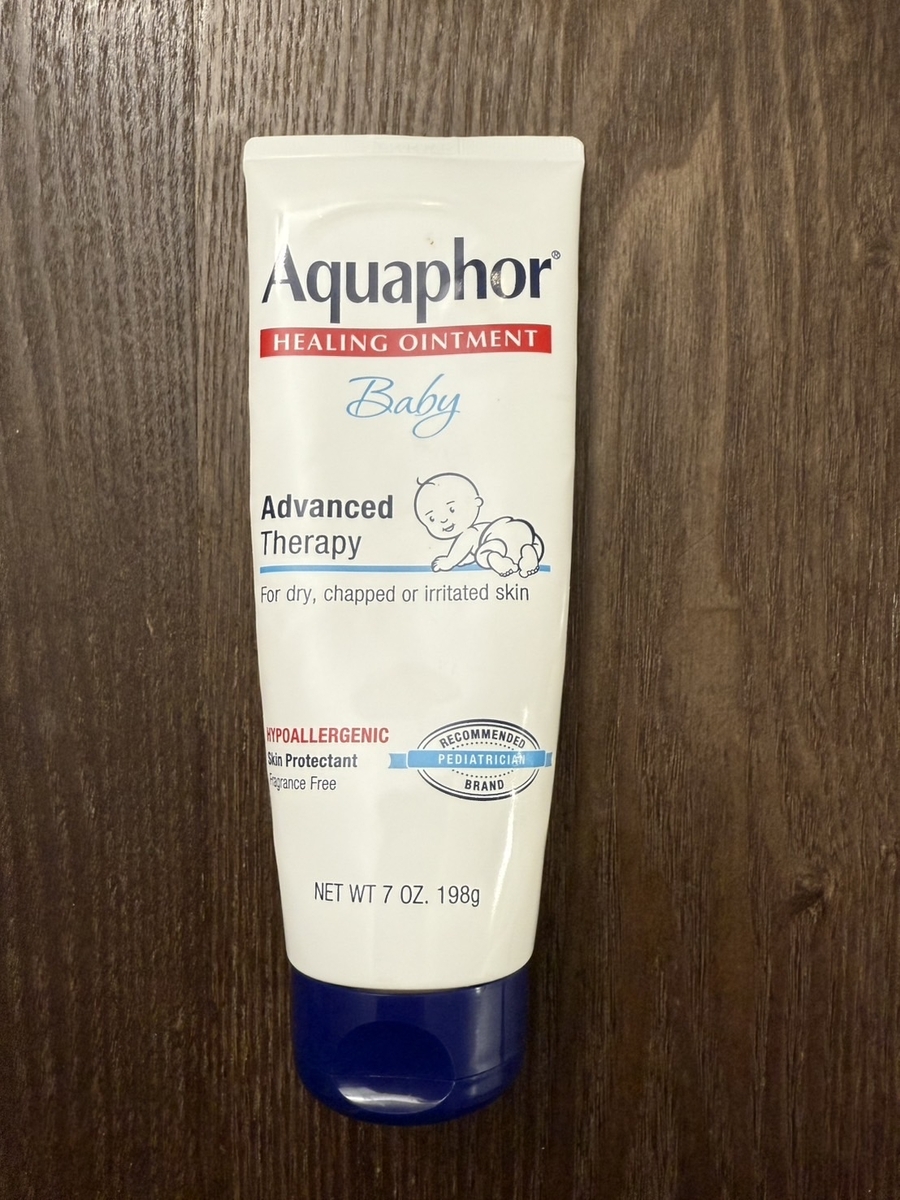 Aquaphor®
HEALING OINTMENT
Baby
Advanced
Therapy
For dry, chapped or irritated skin
HYPOALLERGENIC
Skin Protectant
Fragrance Free
RECOMMENDED
PEDIATRICIAN
BRAND
NET WT 7 OZ. 198g